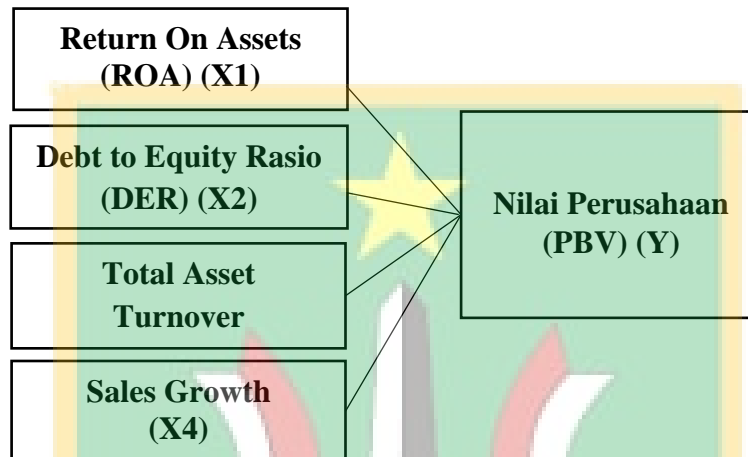 Return On Assets
(ROA) (X1)
Debt to Equity Rasio
(DER) (X2)
Total Asset
Turnover
Sales Growth
(X4)
Nilai Perusahaan
(PBV) (Y)